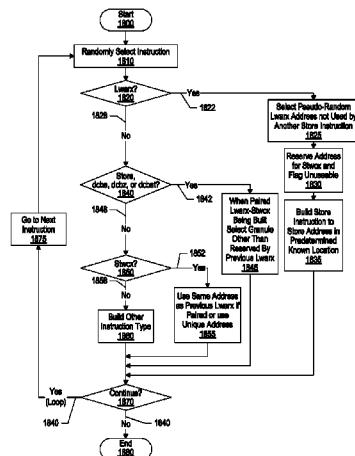 Start
1800
Randomly Select Instruction
1810
Lwarx?
1820
Yes
1822
1828
No
Select Pseudo-Random
Lwarx Address not Used by
Another Store Instruction
1825
Reserve Address
for Stwcx and
Flag Unuseable
1830
Build Store
Instruction to
Store Address in
Predetermined
Known Location
1835
Store,
dcba, dcbz, or dcbst?
1840
Yes
1842
1848
No
When Paired
Lwarx-Stwcx
Being Built
Select Granule
Other Than
Reserved By
Previous Lwarx
1845
Go to Next
Instruction
1875
Stwcx?
1850
1852
Yes
1858
No
Use Same Address
as Previous Lwarx if
Paired or use
Unique Address
1855
Build Other
Instruction Type
1860
Continue?
1870
Yes
(Loop)
1840
No
1840
End
1880